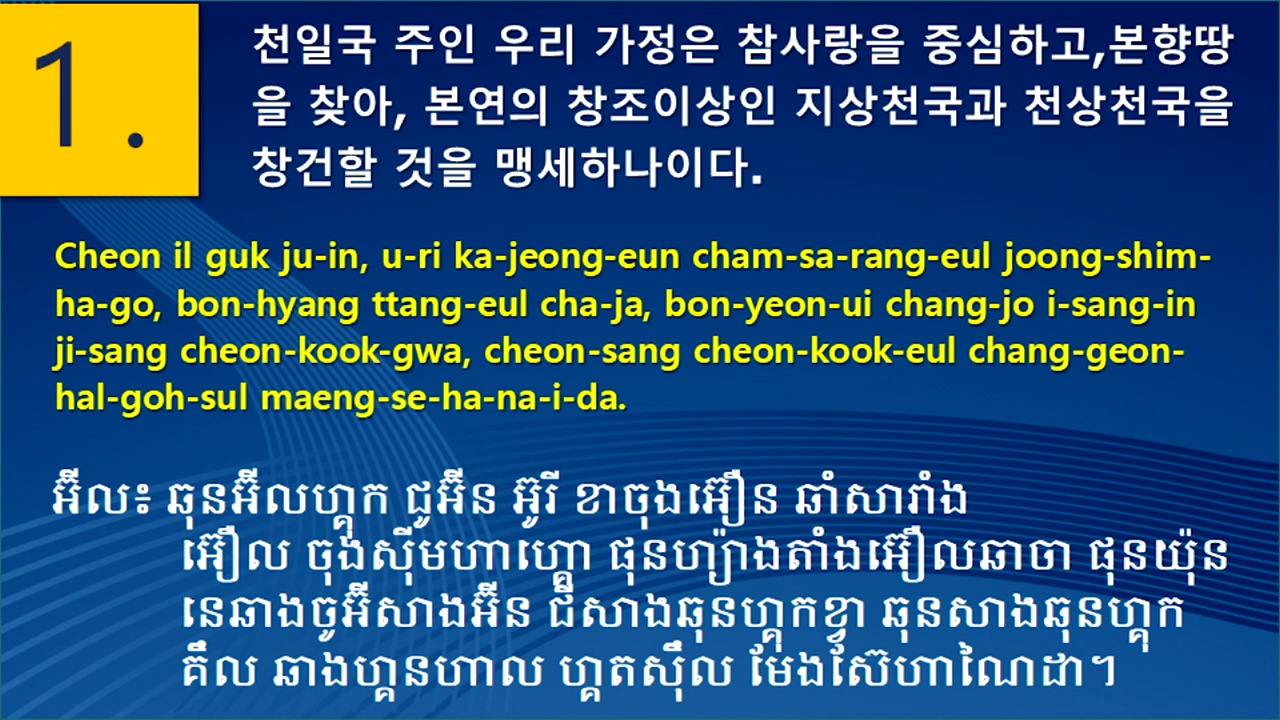 1.
천일국 주인 우리 가정은 참사랑을 중심하고,본향땅
을 찾아, 본연의 창조이상인 지상천국과 천상천국을
창건할 것을 맹세하나이다.
Cheon il guk ju-in, u-ri ka-jeong-eun cham-sa-rang-eul joong-shim-
ha-go, bon-hyang ttang-eul cha-ja, bon-yeon-ui chang-jo i-sang-in
ji-sang cheon-kook-gwa, cheon-sang cheon-kook-eul chang-geon-
hal-goh-sul maeng-se-ha-na-i-da.
អ៊ីល៖ ឆុនអ៊ីលហ្គុក ជូអ៊ីន អ៊ូរី ខាចុងអ៊ឿន ឆាំសារ៉ាំង
អ៊ឿល ចុងស៊ីមហាហ្គោ ផុនហ្យ៉ាងតាំងអ៊ឿលឆាចា ផុនយ៉ុន
នេឆាងចូអ៊ីសាងអ៊ីន ជីសាងឆុនហ្គុកខ្វា ឆុនសាងឆុនហ្គុក
គឹល ឆាងហ្គនហាល ហ្គតស៊ឹល ម៉ែងស៊ែហាណៃដា។